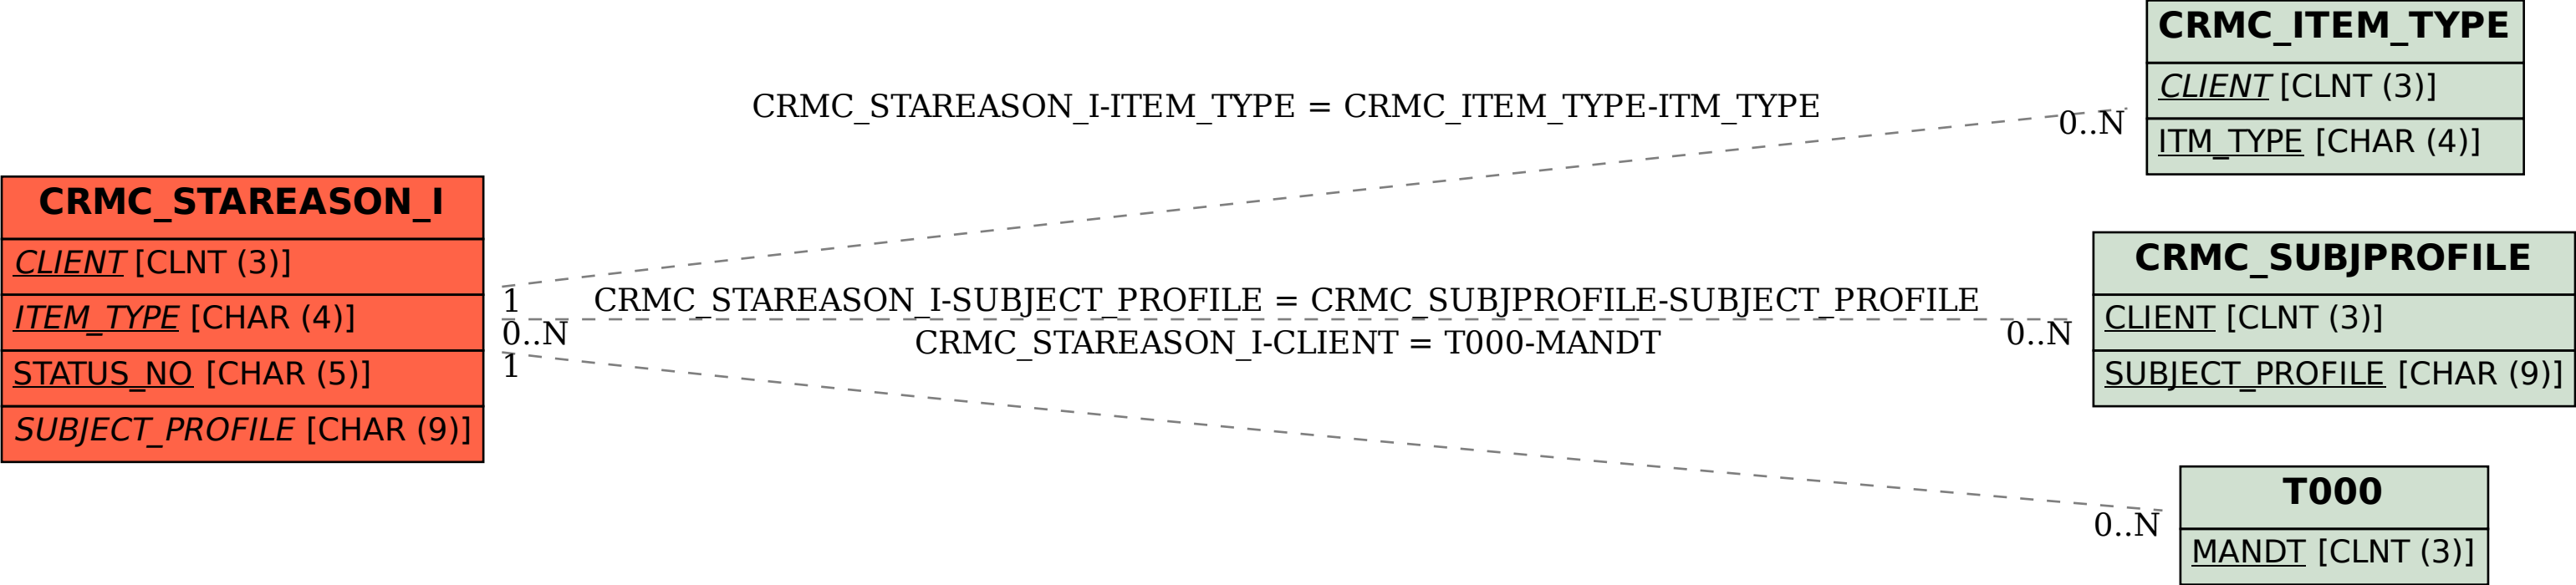 CRMC_STAREASON_I
CLIENT [CLNT (3)]
ITEM_TYPE [CHAR (4)]
STATUS_NO [CHAR (5)]
SUBJECT_PROFILE [CHAR (9)]
CRMC_STAREASON_I-ITEM_TYPE = CRMC_ITEM_TYPE-ITM_TYPE
1
0..N
CRMC_STAREASON_I-SUBJECT_PROFILE = CRMC_SUBJPROFILE-SUBJECT_PROFILE
0..N
0..N
CRMC_STAREASON_I-CLIENT = T000-MANDT
1
0..N
CRMC_ITEM_TYPE
CLIENT [CLNT (3)]
ITM_TYPE [CHAR (4)]
CRMC_SUBJPROFILE
CLIENT [CLNT (3)]
SUBJECT_PROFILE [CHAR (9)]
T000
MANDT [CLNT (3)]